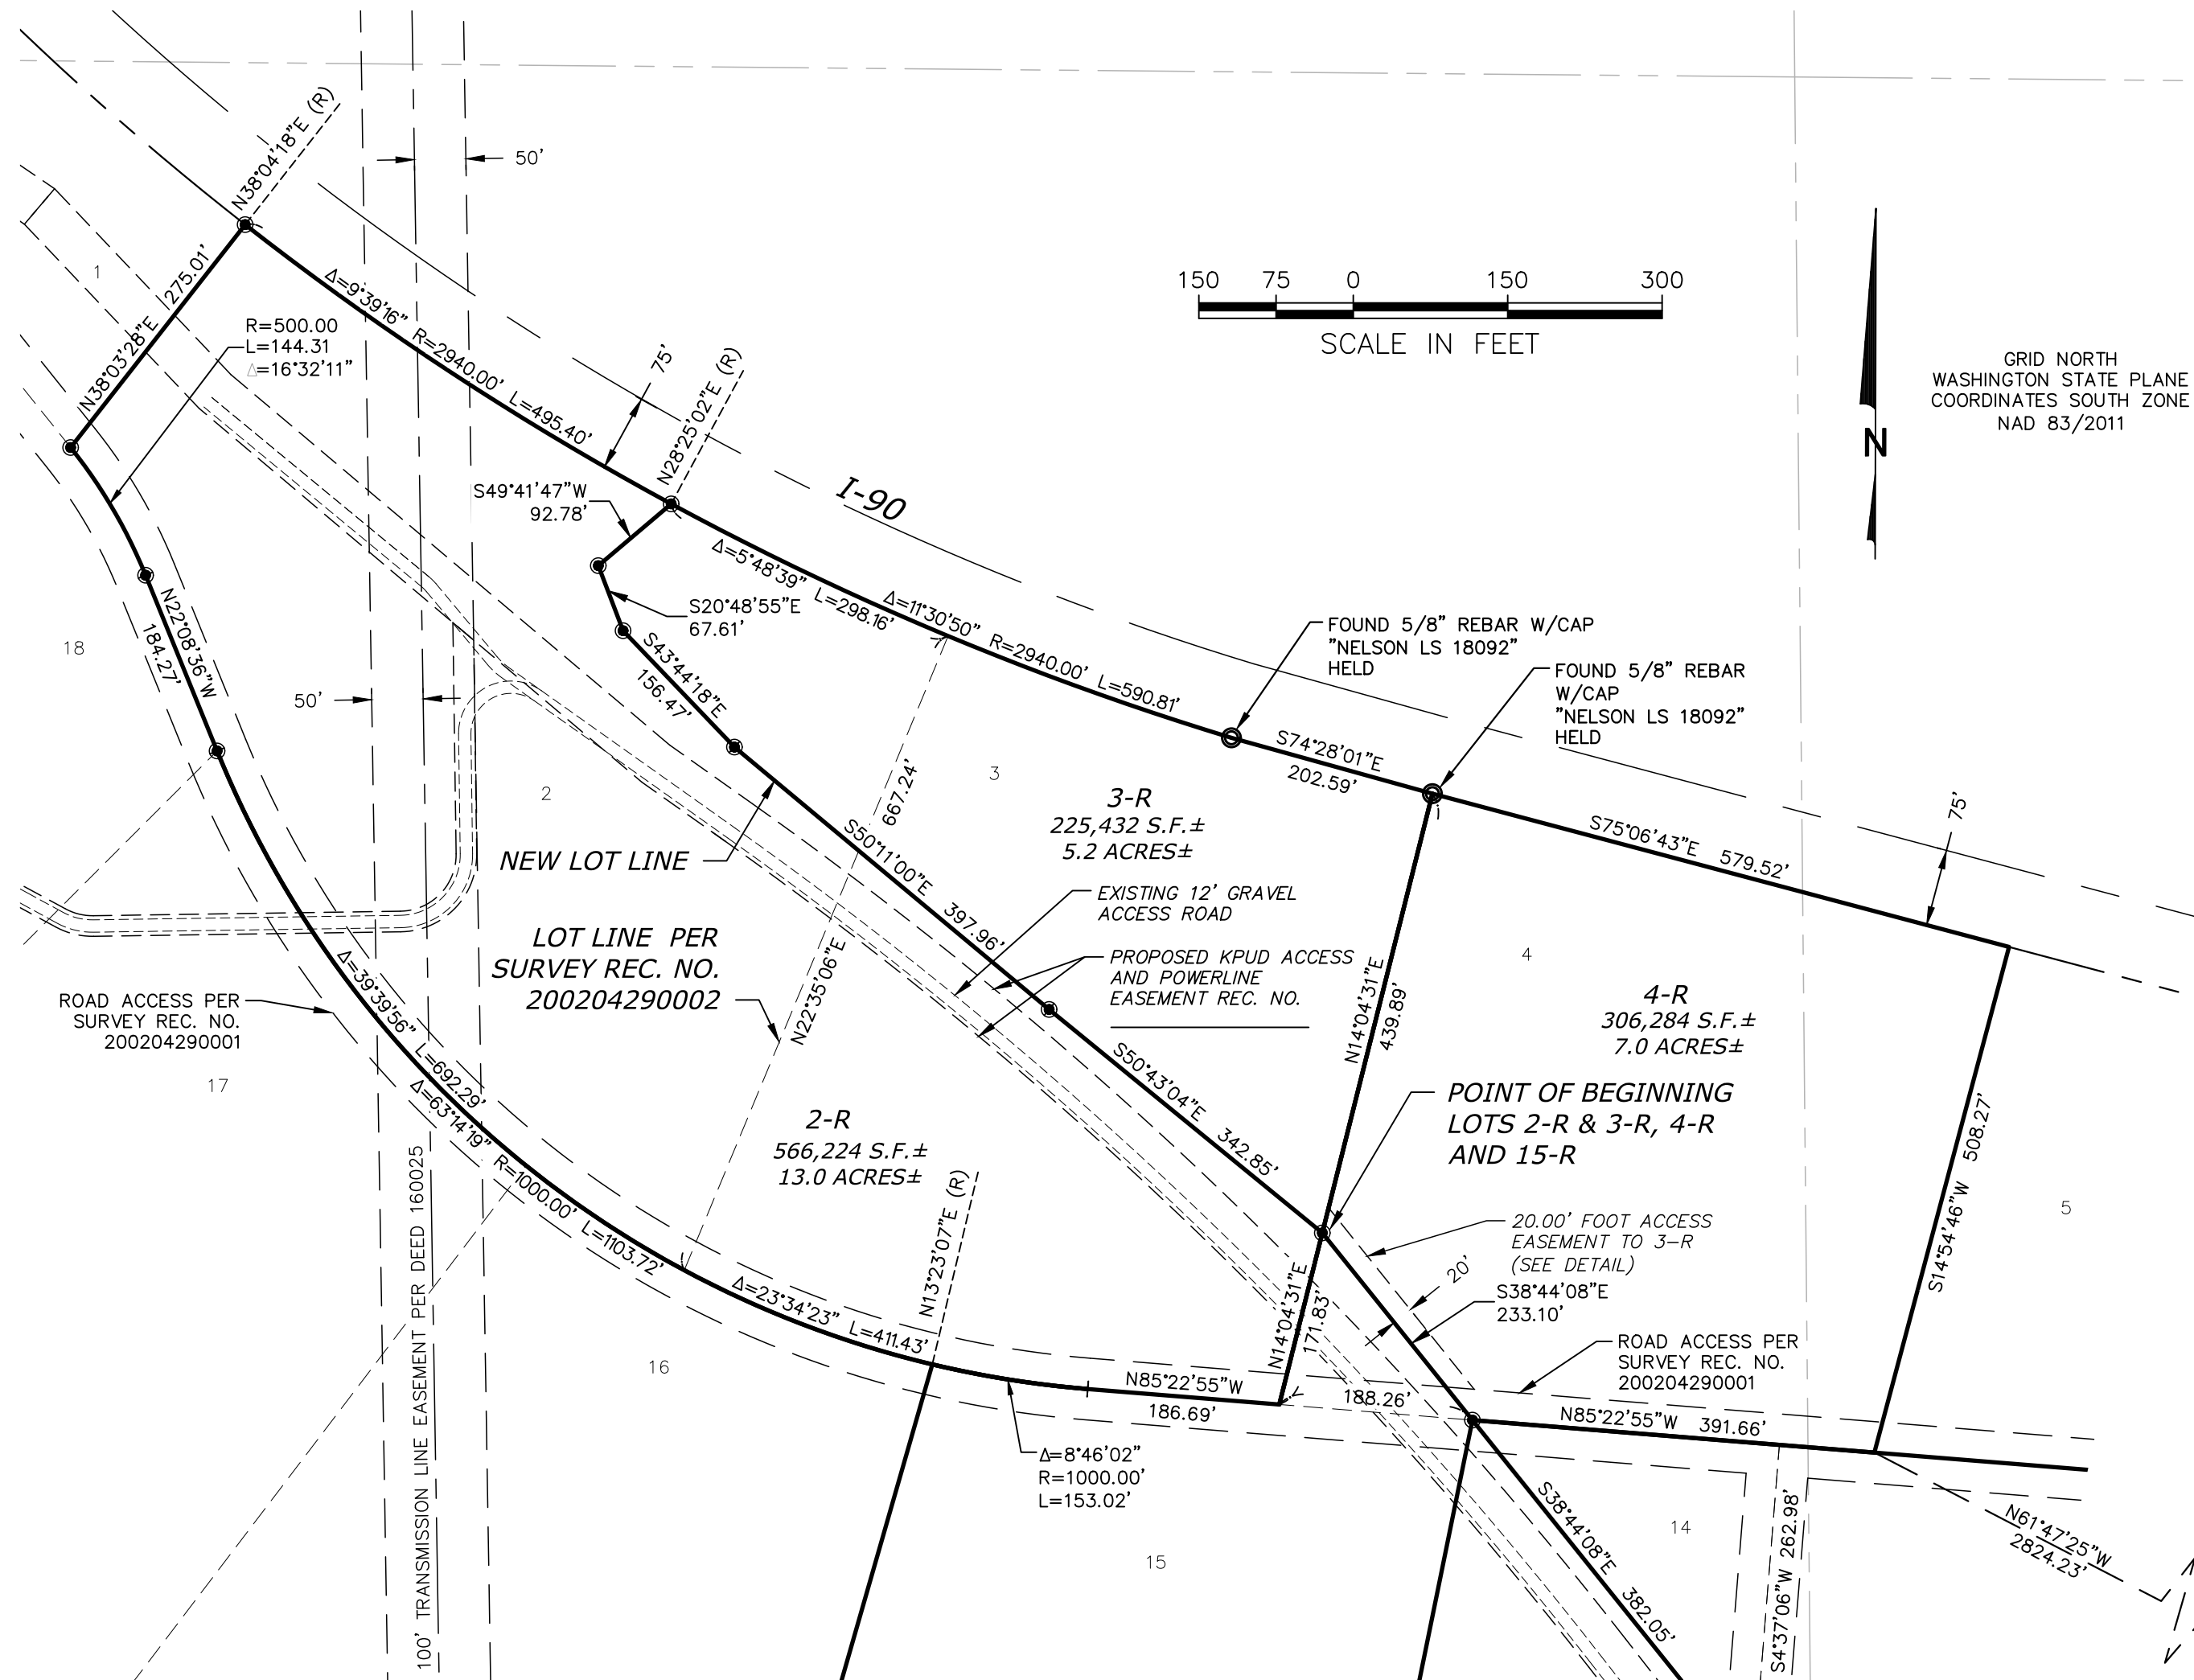 N38°04'18"E (R)
50'
150 75 0 150 300
SCALE IN FEET
GRID NORTH
WASHINGTON STATE PLANE
COORDINATES SOUTH ZONE
NAD 83/2011
N
1
N38°03'28"E 275.01'
R=500.00
L=144.31
Δ=16°32'11"
Δ=9°39'16" R=2940.00' L=495.40'
75'
N28°25'02"E (R)
I-90
S49°41'47"W
92.78'
Δ=5°48'39" L=298.16'
Δ=11°30'50" R=2940.00' L=590.81'
S20°48'55"E
67.61'
FOUND 5/8" REBAR W/CAP
"NELSON LS 18092"
HELD
FOUND 5/8" REBAR
W/CAP
"NELSON LS 18092"
HELD
18
N22°08'36"W
184.27'
50'
S43°44'18"E
156.47'
S74°28'01"E
202.59'
2
3
667.24'
3-R
225,432 S.F.±
5.2 ACRES±
S75°06'43"E 579.52'
75'
NEW LOT LINE
S50°11'00"E 397.96'
EXISTING 12' GRAVEL
ACCESS ROAD
LOT LINE PER
SURVEY REC. NO.
200204290002
N22°35'06"E
PROPOSED KPUD ACCESS
AND POWERLINE
EASEMENT REC. NO.
4
N14°04'31"E
439.89'
4-R
306,284 S.F.±
7.0 ACRES±
ROAD ACCESS PER
SURVEY REC. NO.
200204290001
17
Δ=39°39'56" L=692.29'
Δ=63°14'19" R=1000.00' L=1103.72'
S50°43'04"E 342.85'
POINT OF BEGINNING
LOTS 2-R & 3-R, 4-R
AND 15-R
2-R
566,224 S.F.±
13.0 ACRES±
N13°23'07"E (R)
S14°54'46"W 508.27'
5
20.00' FOOT ACCESS
EASEMENT TO 3-R
(SEE DETAIL)
20'
S38°44'08"E
233.10'
100' TRANSMISSION LINE EASEMENT PER DEED 160025
Δ=23°34'23" L=411.43'
16
N14°04'31"E
171.83'
ROAD ACCESS PER
SURVEY REC. NO.
200204290001
N85°22'55"W
186.69'
188.26'
N85°22'55"W 391.66'
Δ=8°46'02"
R=1000.00'
L=153.02'
15
14
S38°44'08"E 382.05'
S4°37'06"W 262.98'
N61°47'25"W
2824.23'